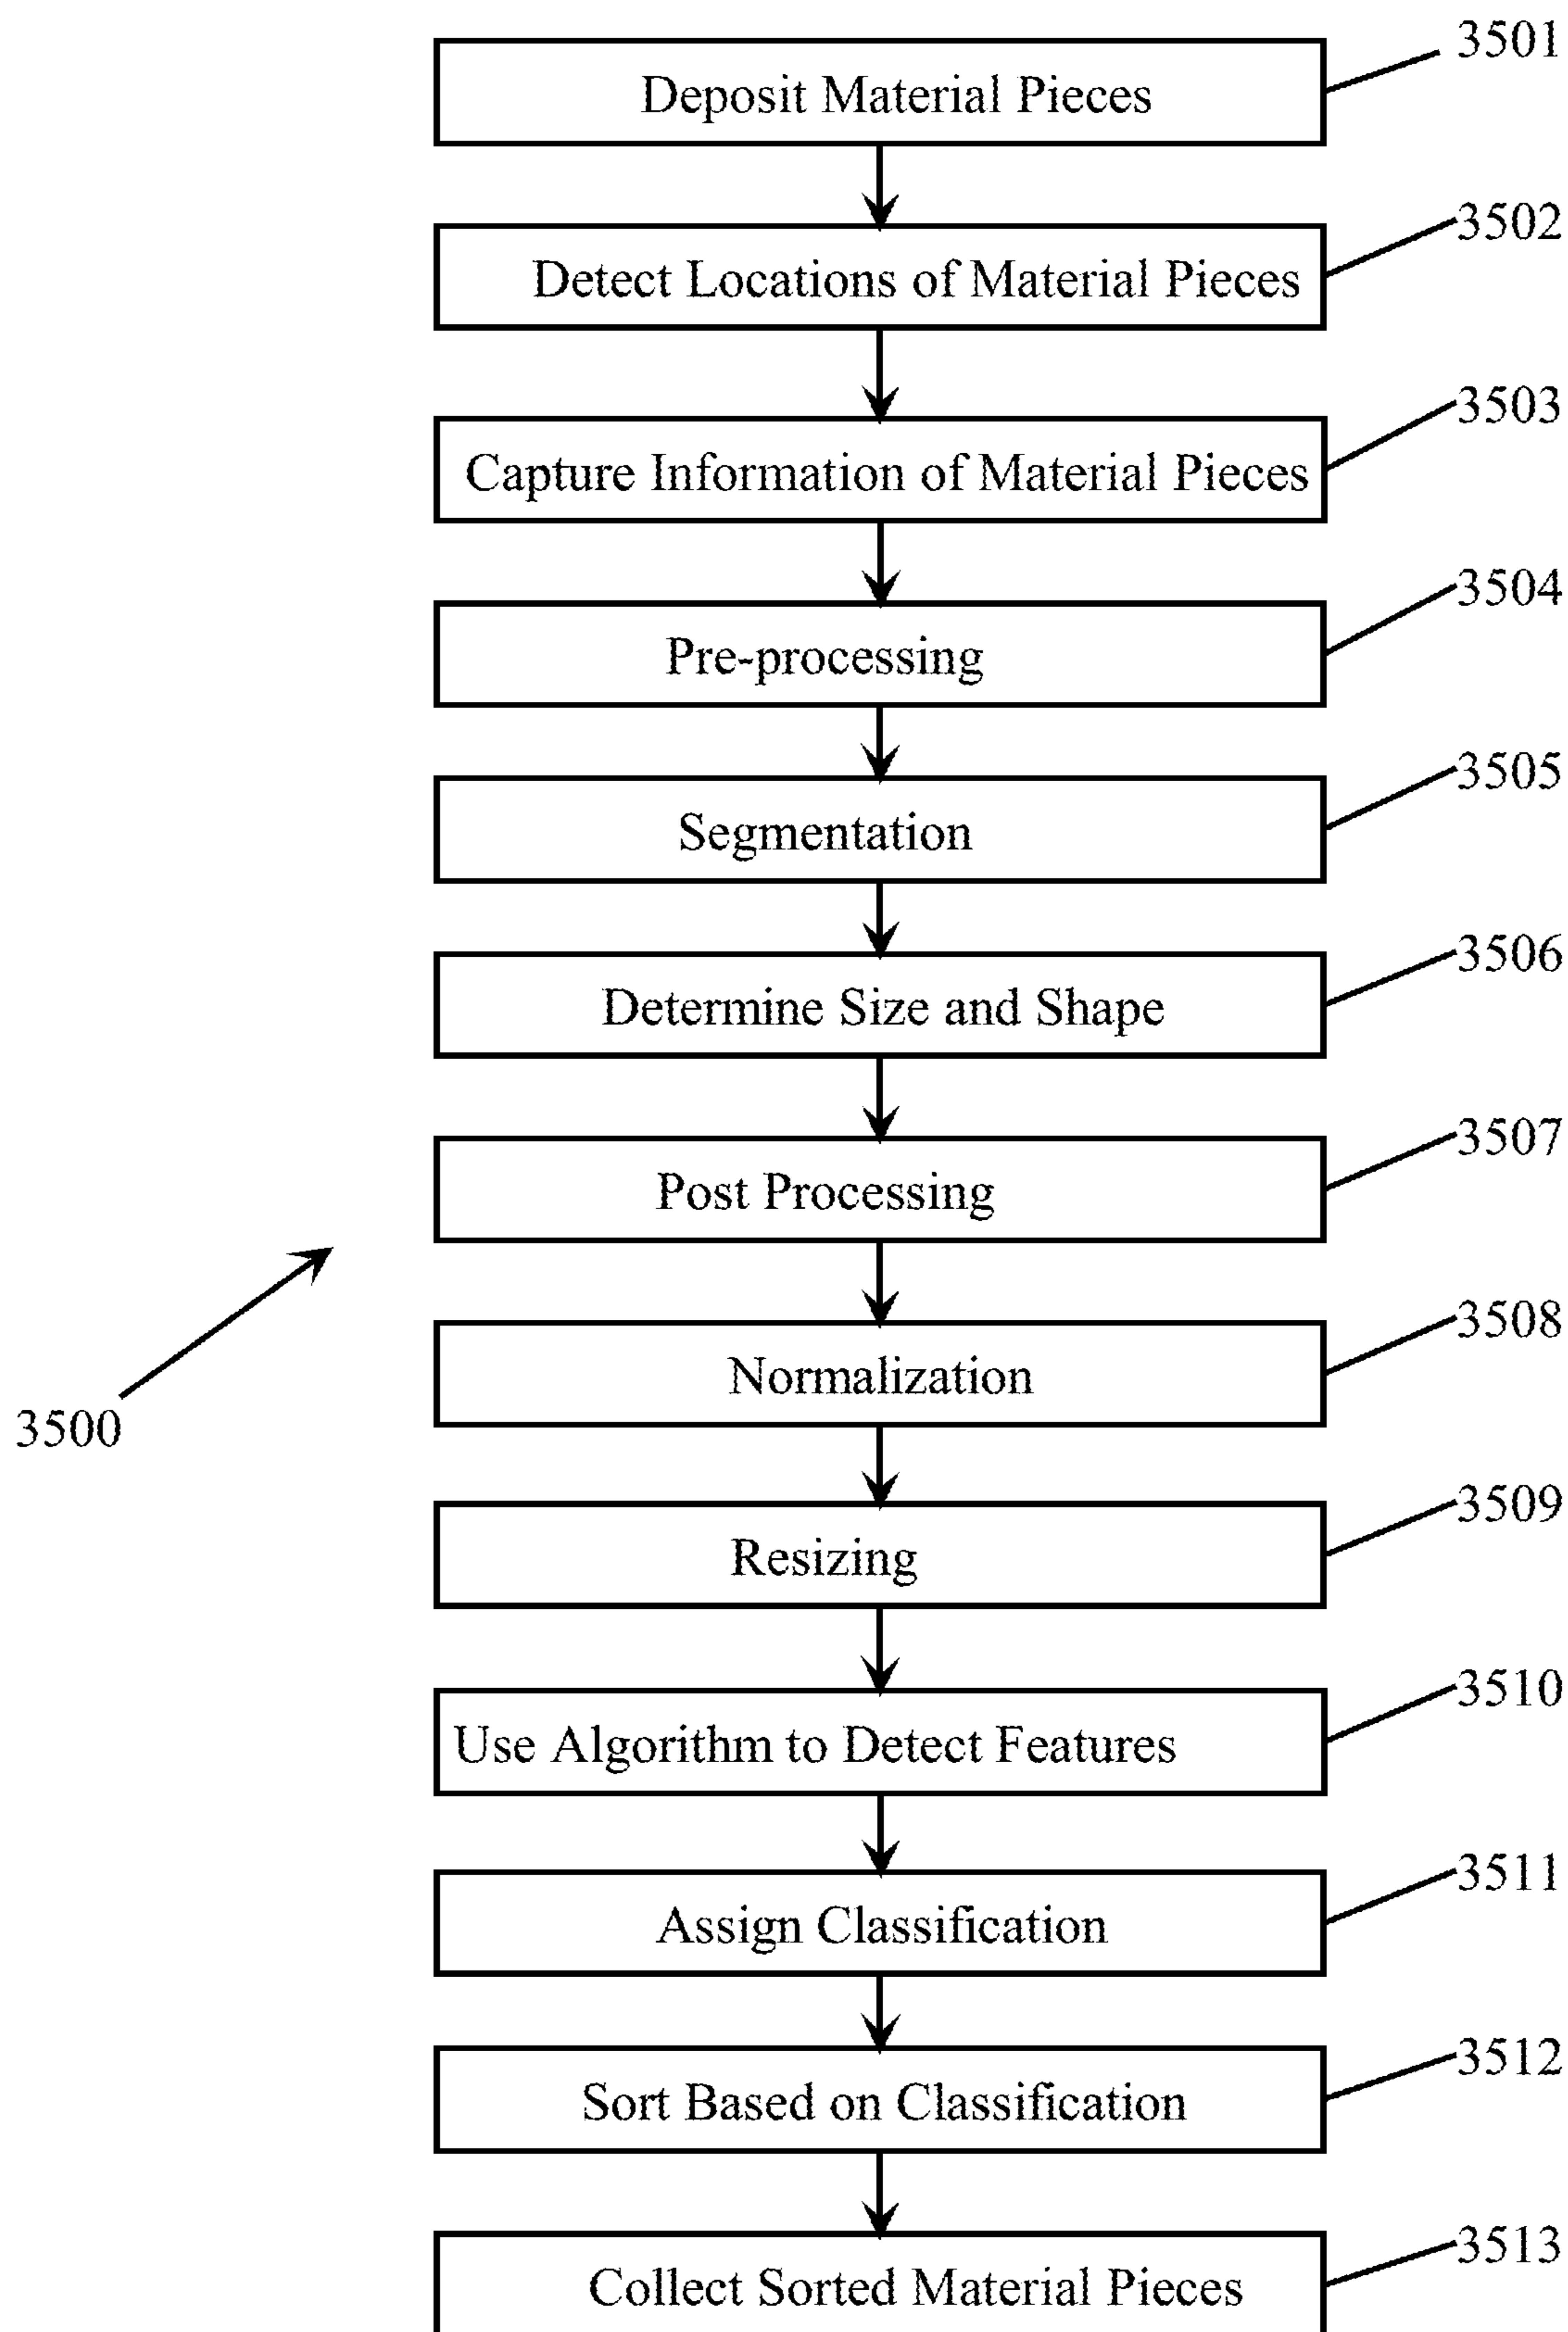 3501
Deposit Material Pieces
3502
Detect Locations of Material Pieces
3503
Capture Information of Material Pieces
3504
Pre-processing
3505
Segmentation
3506
Determine Size and Shape
3507
Post Processing
3508
Normalization
3500
3509
Resizing
3510
Use Algorithm to Detect Features
3511
Assign Classification
3512
Sort Based on Classification
3513
Collect Sorted Material Pieces